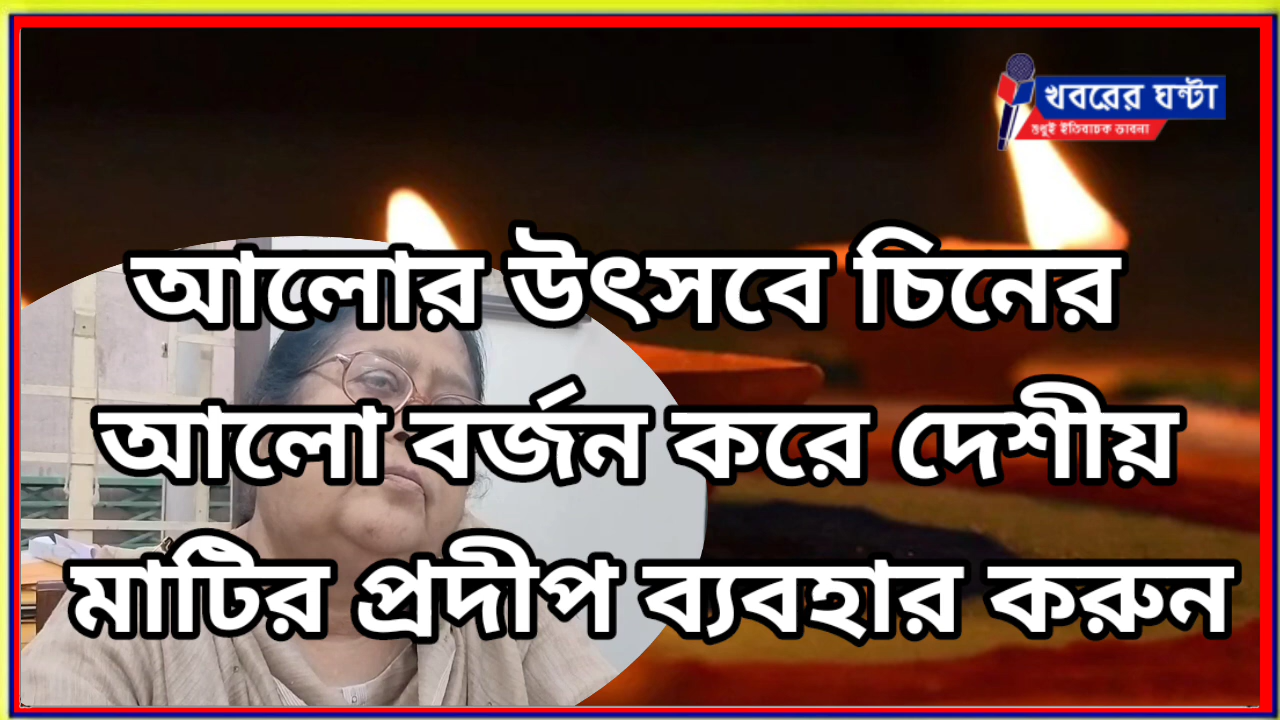 খবরের ঘন্টা
শুধুই ইতিবাচক ভাবনা
আলোর উৎসবে চিনের
আলো বর্জন করে দেশীয়
মাটির প্রদীপ ব্যবহার করুন